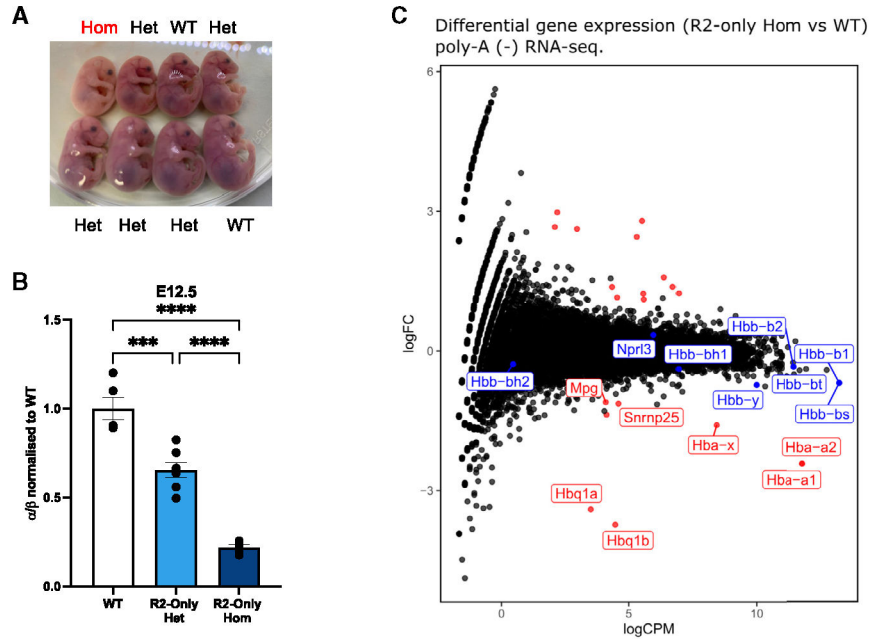 A
Hom Het WT Het
Het Het Het WT
B
E12.5
****
*** ****
α/β normalised to WT
1.5
1.0
0.5
0.0
WT
R2-Only
Het
R2-Only
Hom
C
Differential gene expression (R2-only Hom vs WT)
poly-A (-) RNA-seq.
logFC
6
3
0
−3
Hbb−b2
Nprl3
Hbb−bh1
Hbb−b1
Hbb−bh2
Mpg
Hbb−bt
Hbb−y
Snrnp25
Hbb−bs
Hba−x
Hba−a2
Hba−a1
Hbq1a
Hbq1b
0
5
10
logCPM